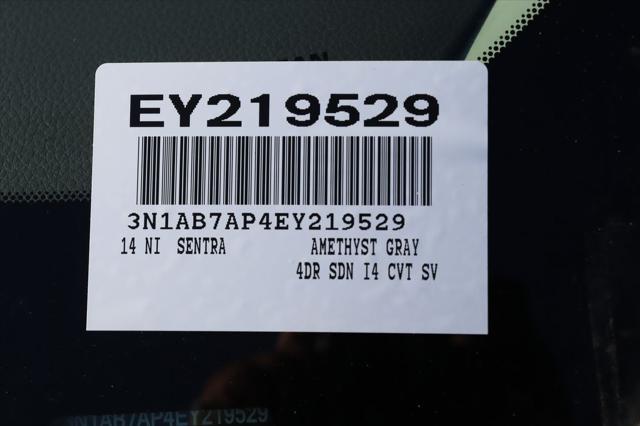 EY219529
3N1AB7AP4EY219529
14 NI SENTRA AMETHYST GRAY
4DR SDN I4 CVT SV
3N1AB7AP4EY219529